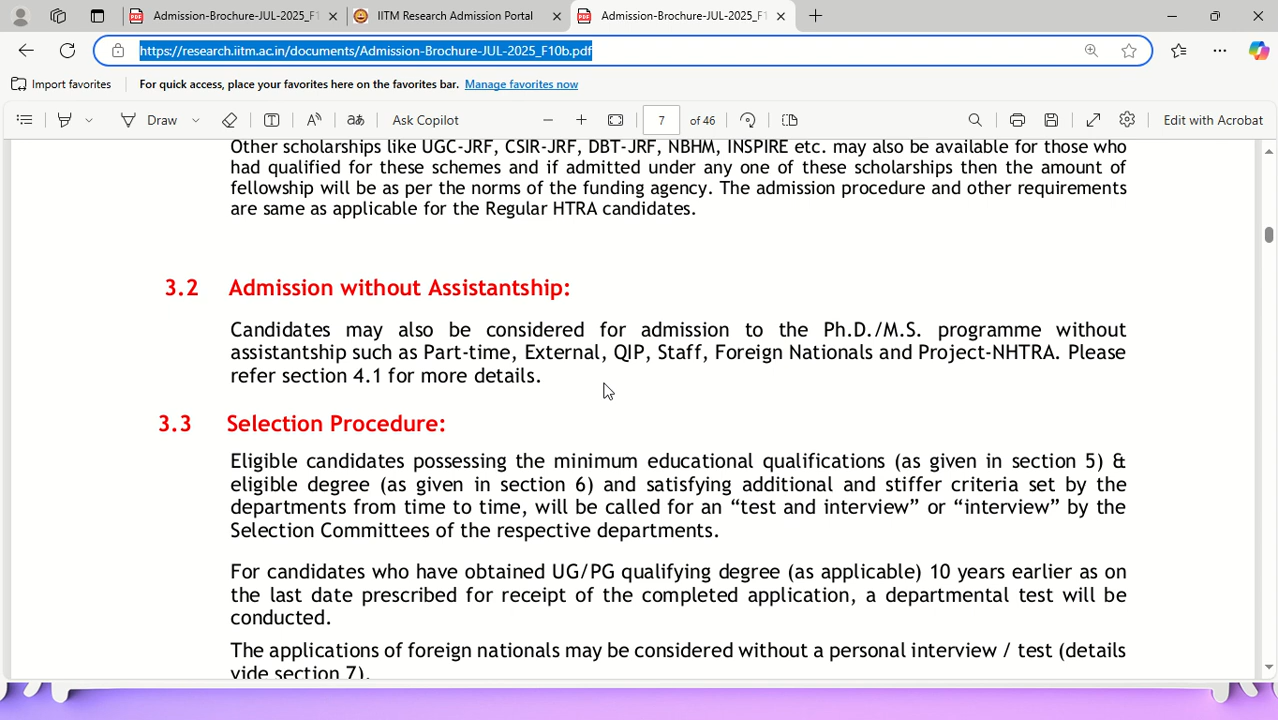 Admission-Brochure-JUL-2025_F1
IITM Research Admission Portal
Admission-Brochure-JUL-2025_F1
https://research.iitm.ac.in/documents/Admission-Brochure-JUL-2025_F10b.pdf
Import favorites
For quick access, place your favorites here on the favorites bar. Manage favorites now
Draw
Ask Copilot
7 of 46
Edit with Acrobat
Other scholarships like UGC-JRF, CSIR-JRF, DBT-JRF, NBHM, INSPIRE etc. may also be available for those who
had qualified for these schemes and if admitted under any one of these scholarships then the amount of
fellowship will be as per the norms of the funding agency. The admission procedure and other requirements
are same as applicable for the Regular HTRA candidates.
3.2 Admission without Assistantship:
Candidates may also be considered for admission to the Ph.D./M.S. programme without
assistantship such as Part-time, External, QIP, Staff, Foreign Nationals and Project-NHTRA. Please
refer section 4.1 for more details.
3.3 Selection Procedure:
Eligible candidates possessing the minimum educational qualifications (as given in section 5) &
eligible degree (as given in section 6) and satisfying additional and stiffer criteria set by the
departments from time to time, will be called for an “test and interview” or “interview” by the
Selection Committees of the respective departments.
For candidates who have obtained UG/PG qualifying degree (as applicable) 10 years earlier as on
the last date prescribed for receipt of the completed application, a departmental test will be
conducted.
The applications of foreign nationals may be considered without a personal interview / test (details
vide section 7).